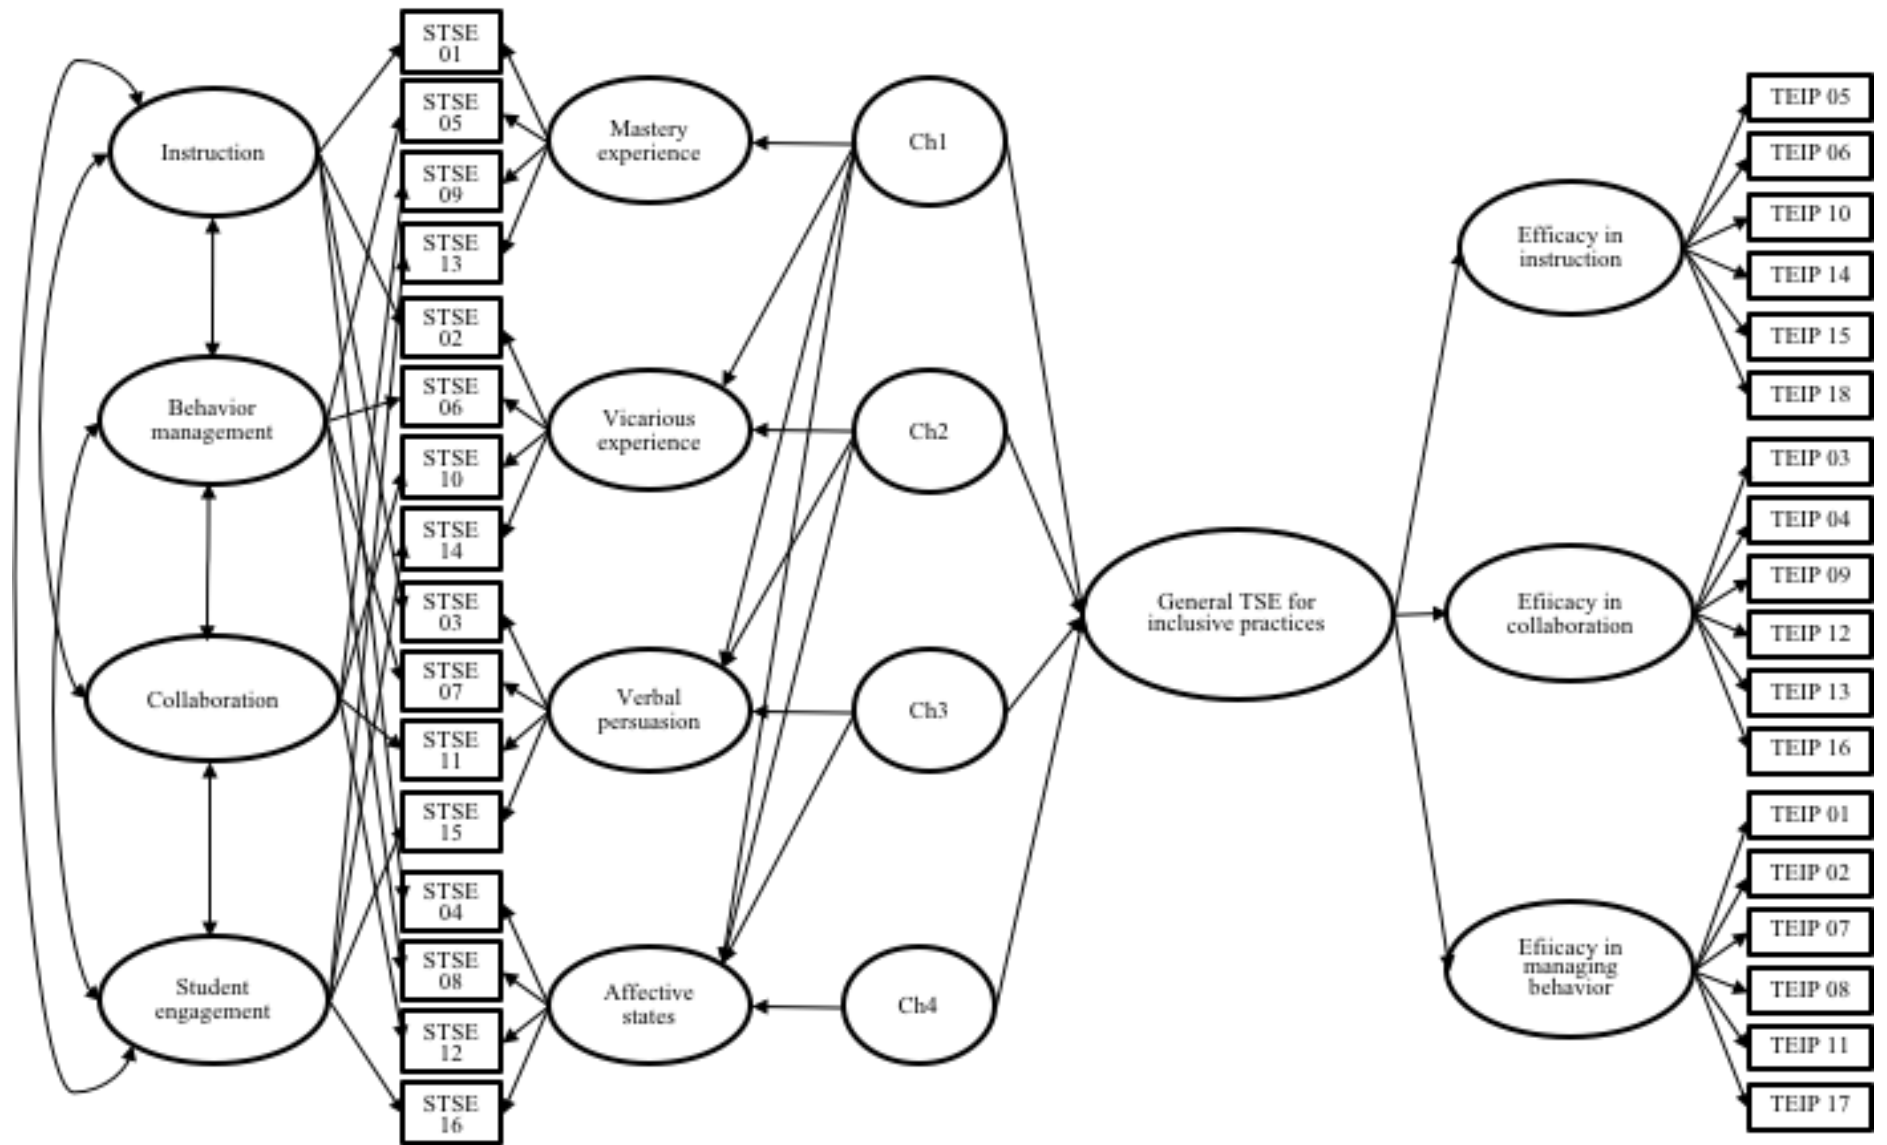 Instruction
Behavior
management
Collaboration
Student
engagement
STSE
01
STSE
05
STSE
09
STSE
13
STSE
02
STSE
06
STSE
10
STSE
14
STSE
03
STSE
07
STSE
11
STSE
15
STSE
04
STSE
08
STSE
12
STSE
16
Mastery
experience
Vicarious
experience
Verbal
persuasion
Affective
states
Ch1
Ch2
Ch3
Ch4
General TSE for
inclusive practices
Efficacy in
instruction
Efiicacy in
collaboration
Efiicacy in
managing
behavior
TEIP 05
TEIP 06
TEIP 10
TEIP 14
TEIP 15
TEIP 18
TEIP 03
TEIP 04
TEIP 09
TEIP 12
TEIP 13
TEIP 16
TEIP 01
TEIP 02
TEIP 07
TEIP 08
TEIP 11
TEIP 17